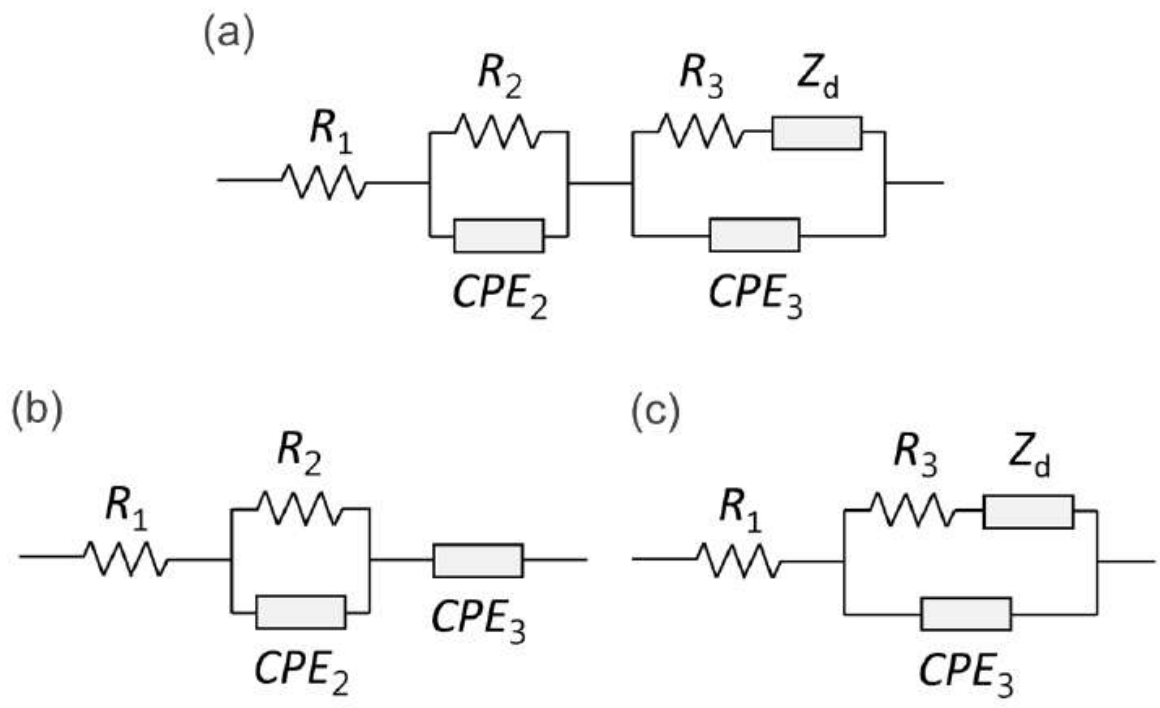 (a)
R2
R3 Zd
R1
CPE2 CPE3
(b)
R2
R1
CPE3
CPE2
(c)
R3 Zd
R1
CPE3